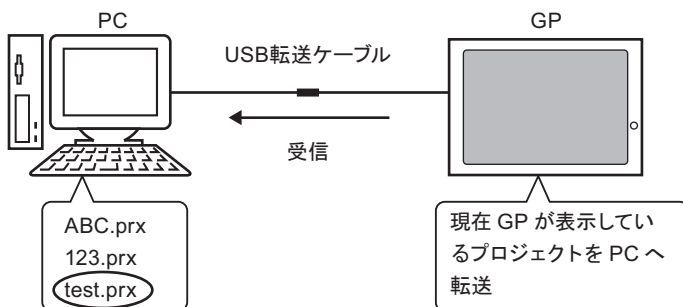 PC
GP
USB転送ケーブル
受信
ABC.prx
123.prx
test.prx
現在 GP が表示してい
るプロジェクトを PC へ
転送